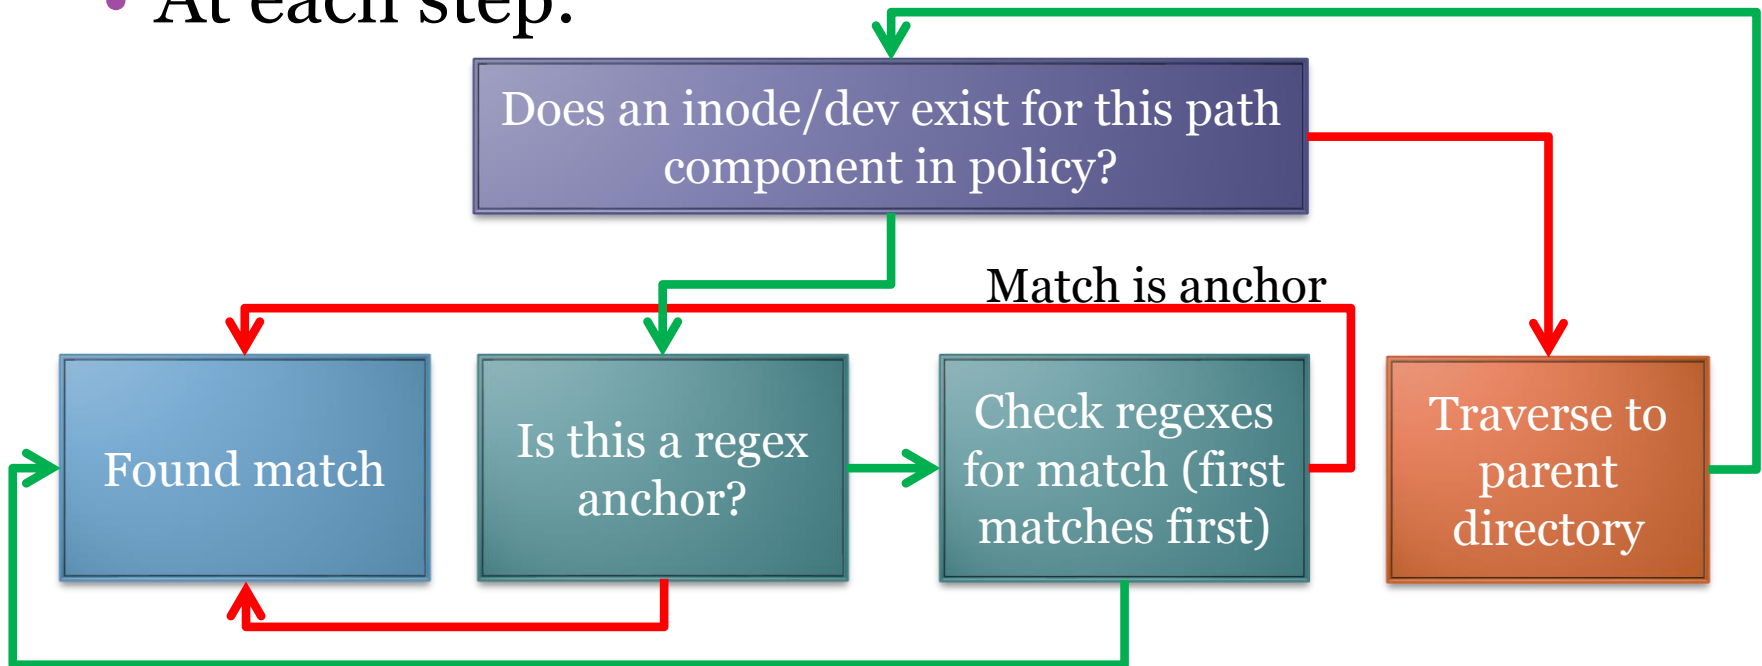 • At each step:
Does an inode/dev exist for this path
component in policy?
Match is anchor
Found match
Is this a regex
anchor?
Check regexes
for match (first
matches first)
Traverse to
parent
directory